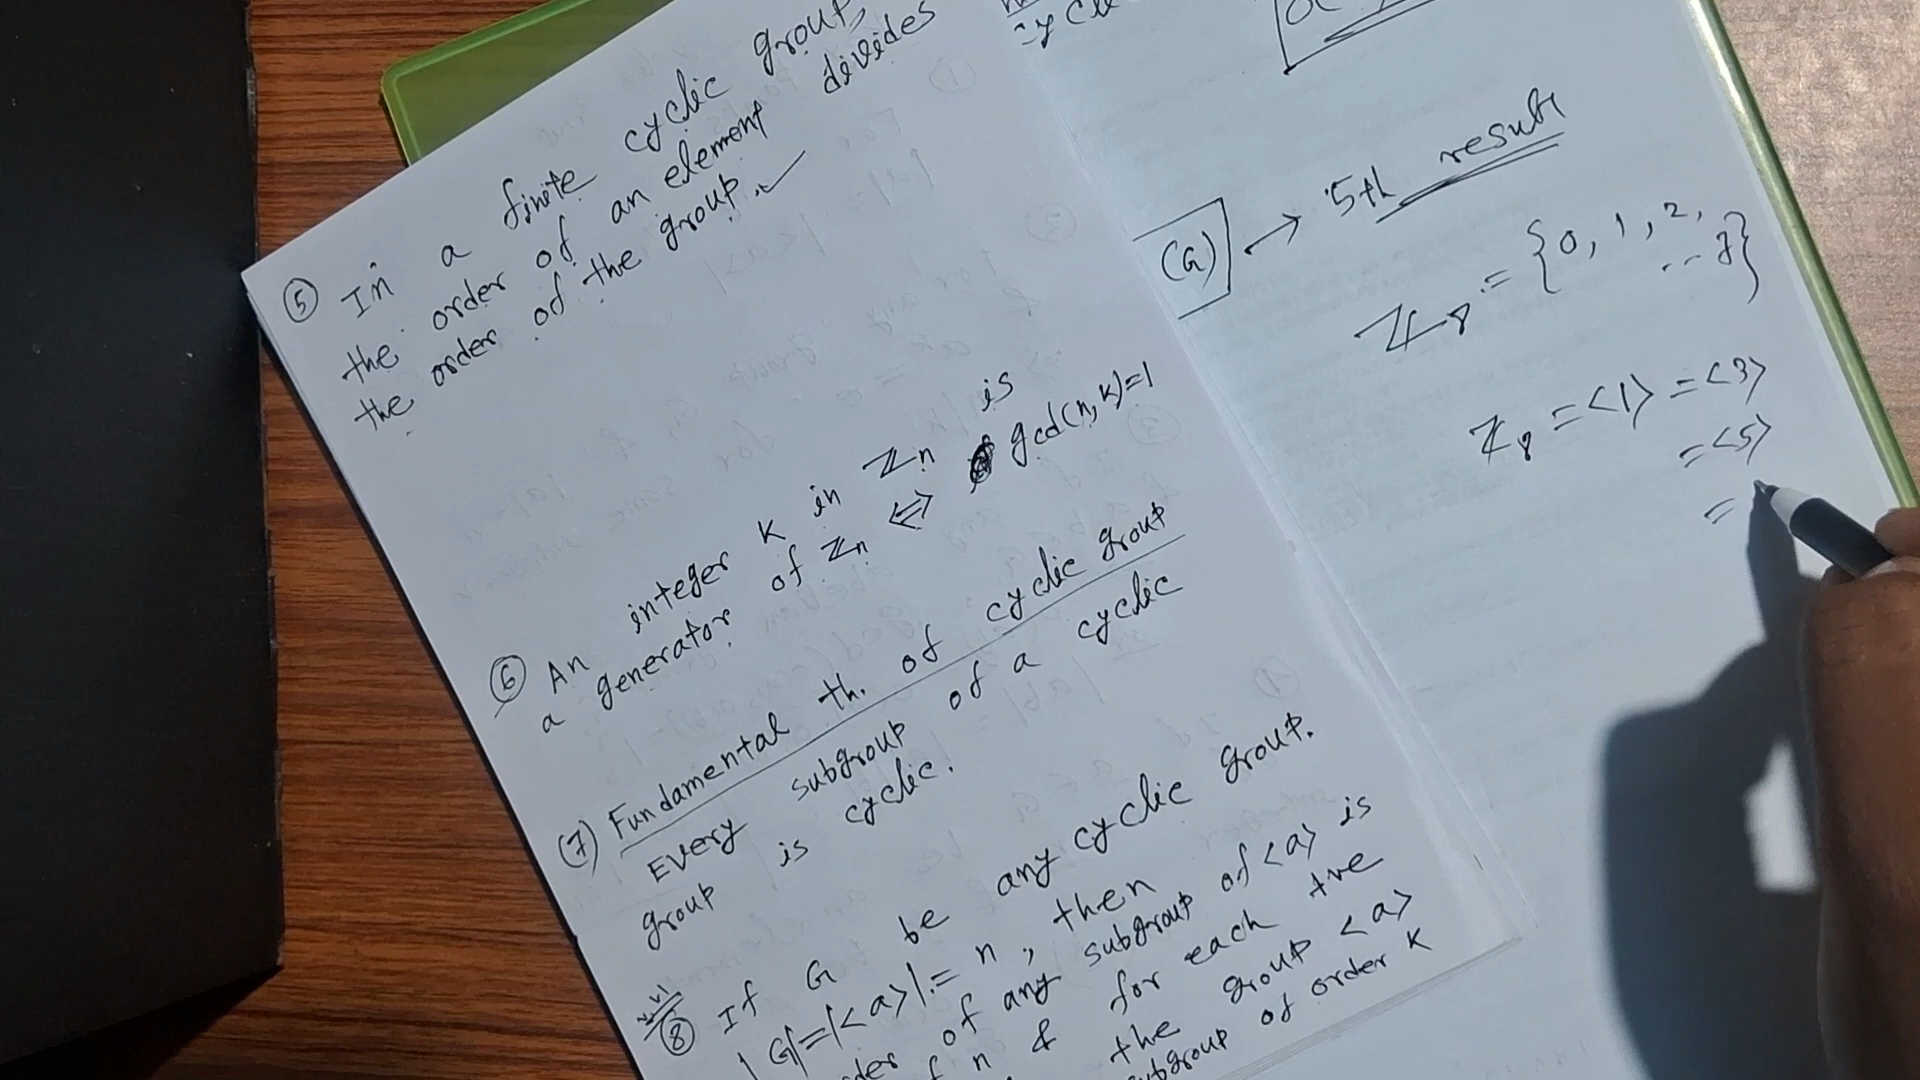 ⑤ In a finite cyclic group,
the order of an element divides
the order of the group. ✓
⑥ An integer K in Zn is
a generator of Zn ⇔ gcd(n, K)=1
(7) Fundamental th. of cyclic group
Every subgroup of a cyclic
group is cyclic.
⑧ If G be any cyclic group.
|G|=|<a>|= n, then
of any subgroup of <a> is
n & for each +ve
the group <a>
subgroup of order K
cycle
(G) → 5th result
Z8 = {0, 1, 2,
.. 7}
Z8 = <1> = <3>
= <5>
=